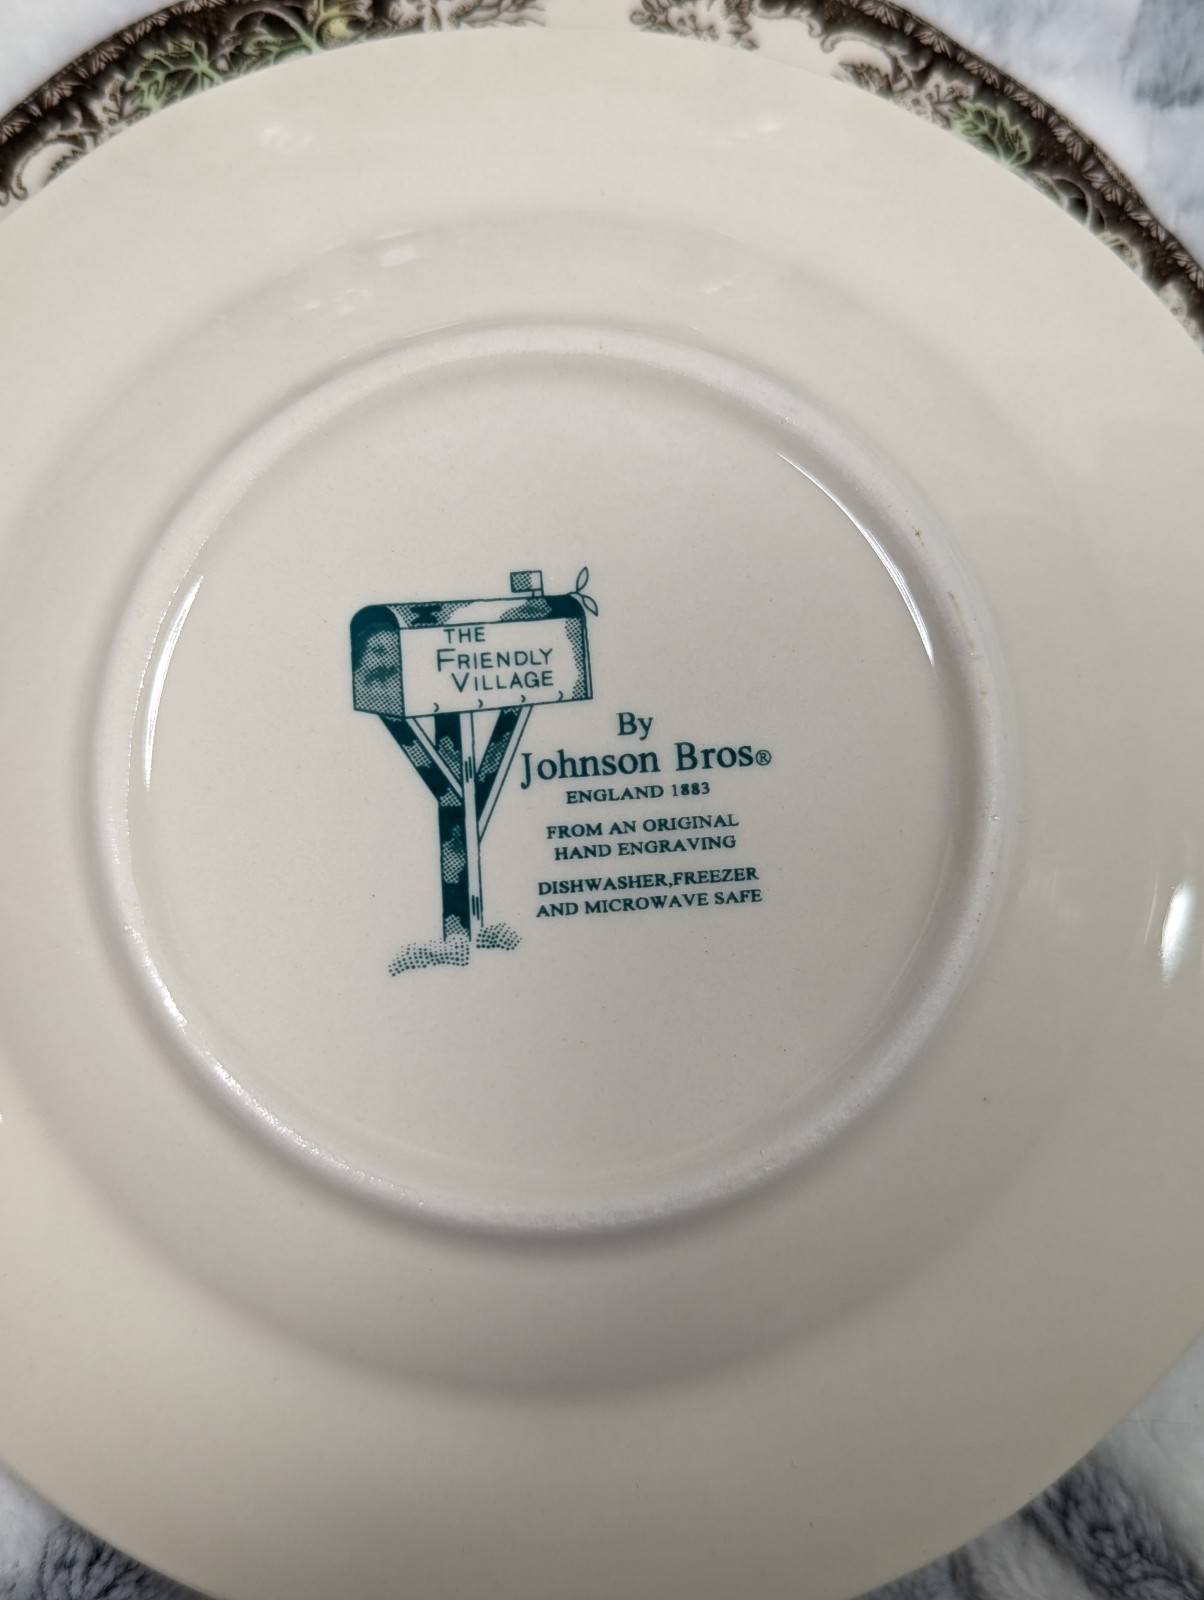 THE
FRIENDLY
VILLAGE
By
Johnson Bros®
ENGLAND 1883
FROM AN ORIGINAL
HAND ENGRAVING
DISHWASHER,FREEZER
AND MICROWAVE SAFE